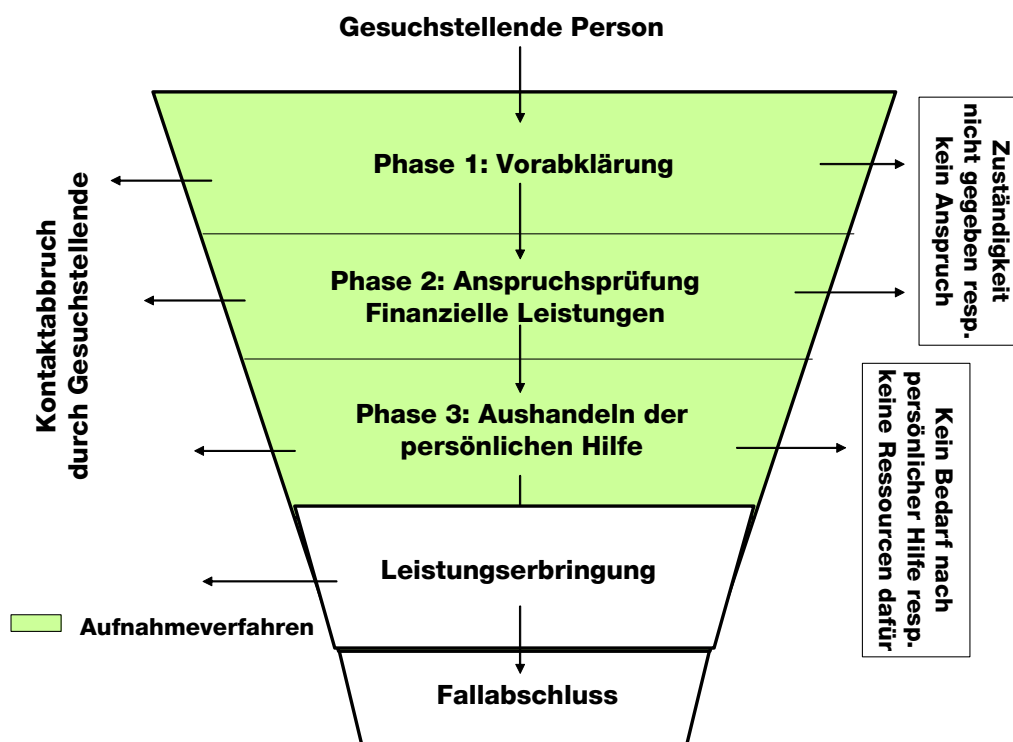 Gesuchstellende Person
Phase 1: Vorabklärung
Zuständigkeit
nicht gegeben resp.
kein Anspruch
Kontaktabbruch
durch Gesuchstellende
Phase 2: Anspruchsprüfung
Finanzielle Leistungen
Phase 3: Aushandeln der
persönlichen Hilfe
Kein Bedarf nach
persönlicher Hilfe resp.
keine Ressourcen dafür
Leistungserbringung
Aufnahmeverfahren
Fallabschluss